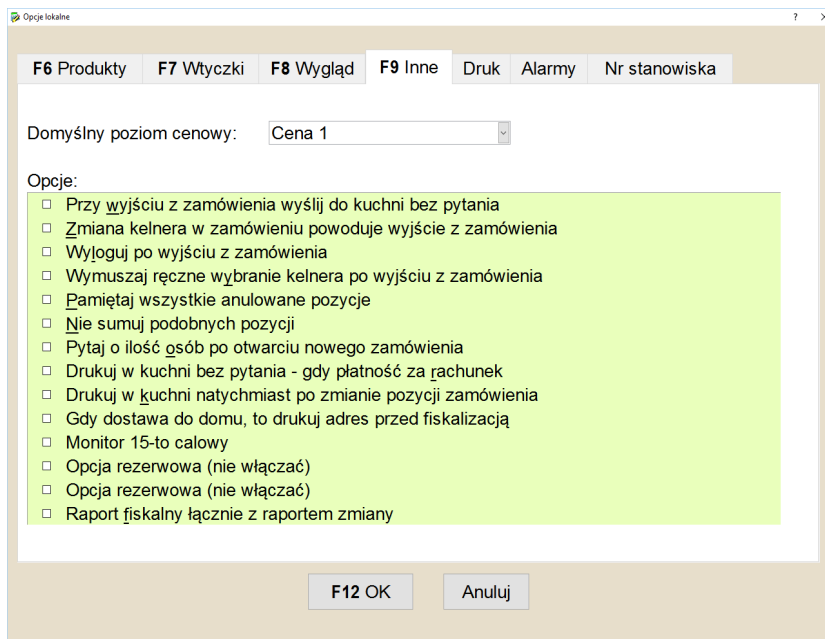 Opcje lokalne ?
F6 Produkty F7 Wtyczki F8 Wygląd F9 Inne Druk Alarmy Nr stanowiska
Domyślny poziom cenowy: Cena 1
Opcje:
Przy wyjściu z zamówienia wyślij do kuchni bez pytania
Zmiana kelnera w zamówieniu powoduje wyjście z zamówienia
Wyloguj po wyjściu z zamówienia
Wymuszaj ręczne wybranie kelnera po wyjściu z zamówienia
Pamiętaj wszystkie anulowane pozycje
Nie sumuj podobnych pozycji
Pytaj o ilość osób po otwarciu nowego zamówienia
Drukuj w kuchni bez pytania - gdy płatność za rachunek
Drukuj w kuchni natychmiast po zmianie pozycji zamówienia
Gdy dostawa do domu, to drukuj adres przed fiskalizacją
Monitor 15-to calowy
Opcja rezerwowa (nie włączać)
Opcja rezerwowa (nie włączać)
Raport fiskalny łącznie z raportem zmiany
F12 OK Anuluj